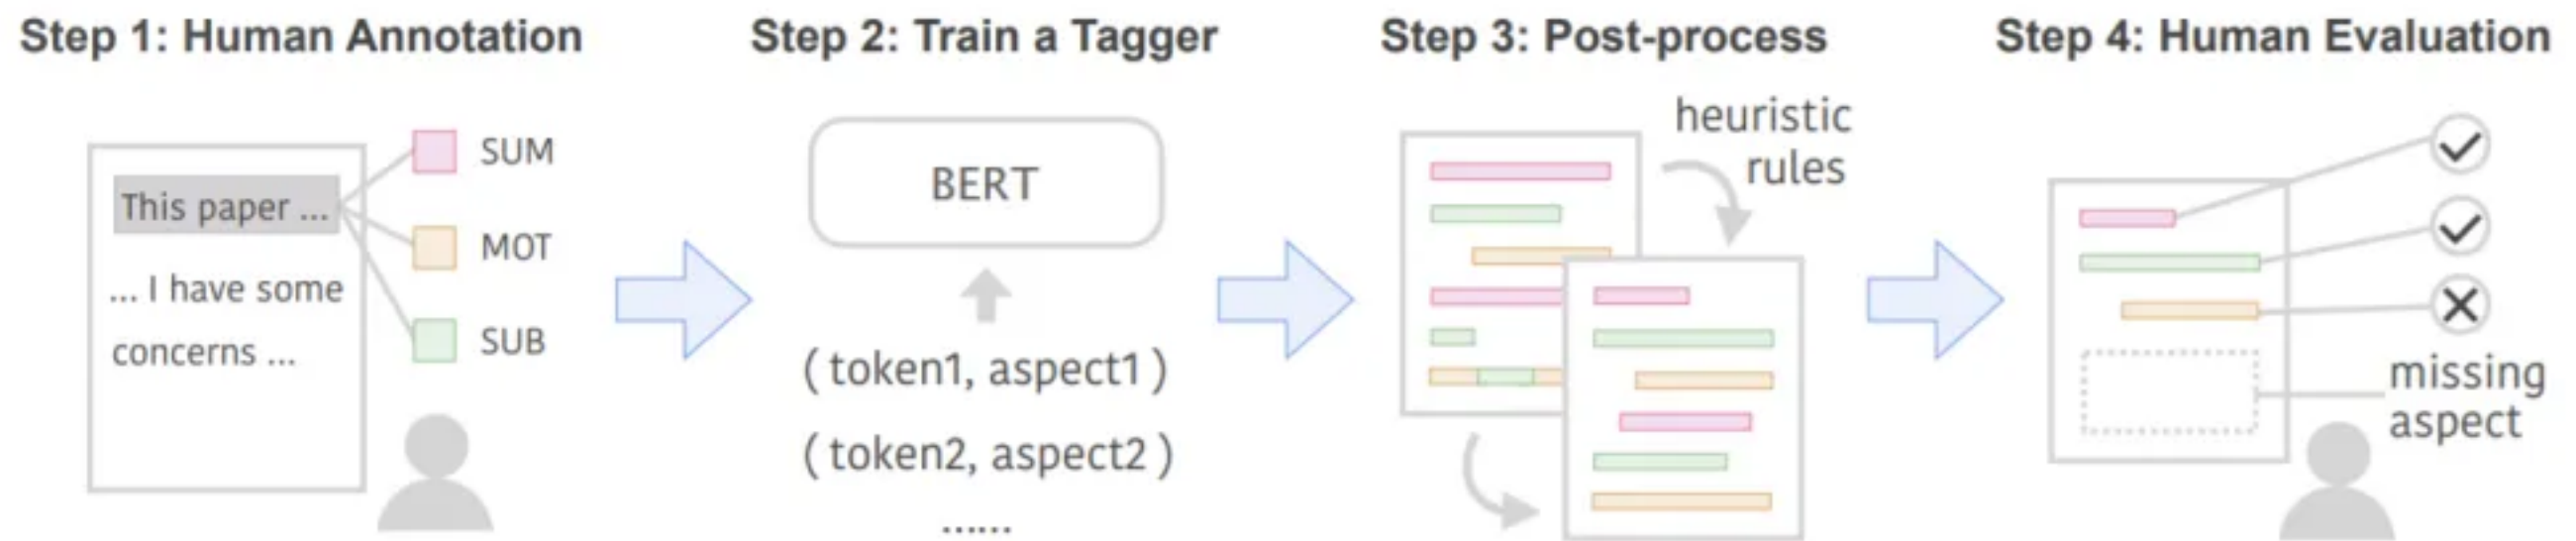 Step 1: Human Annotation
This paper ...
... I have some
concerns ...
SUM
MOT
SUB
Step 2: Train a Tagger
BERT
( token1, aspect1 )
( token2, aspect2 )
......
Step 3: Post-process
heuristic
rules
Step 4: Human Evaluation
missing
aspect